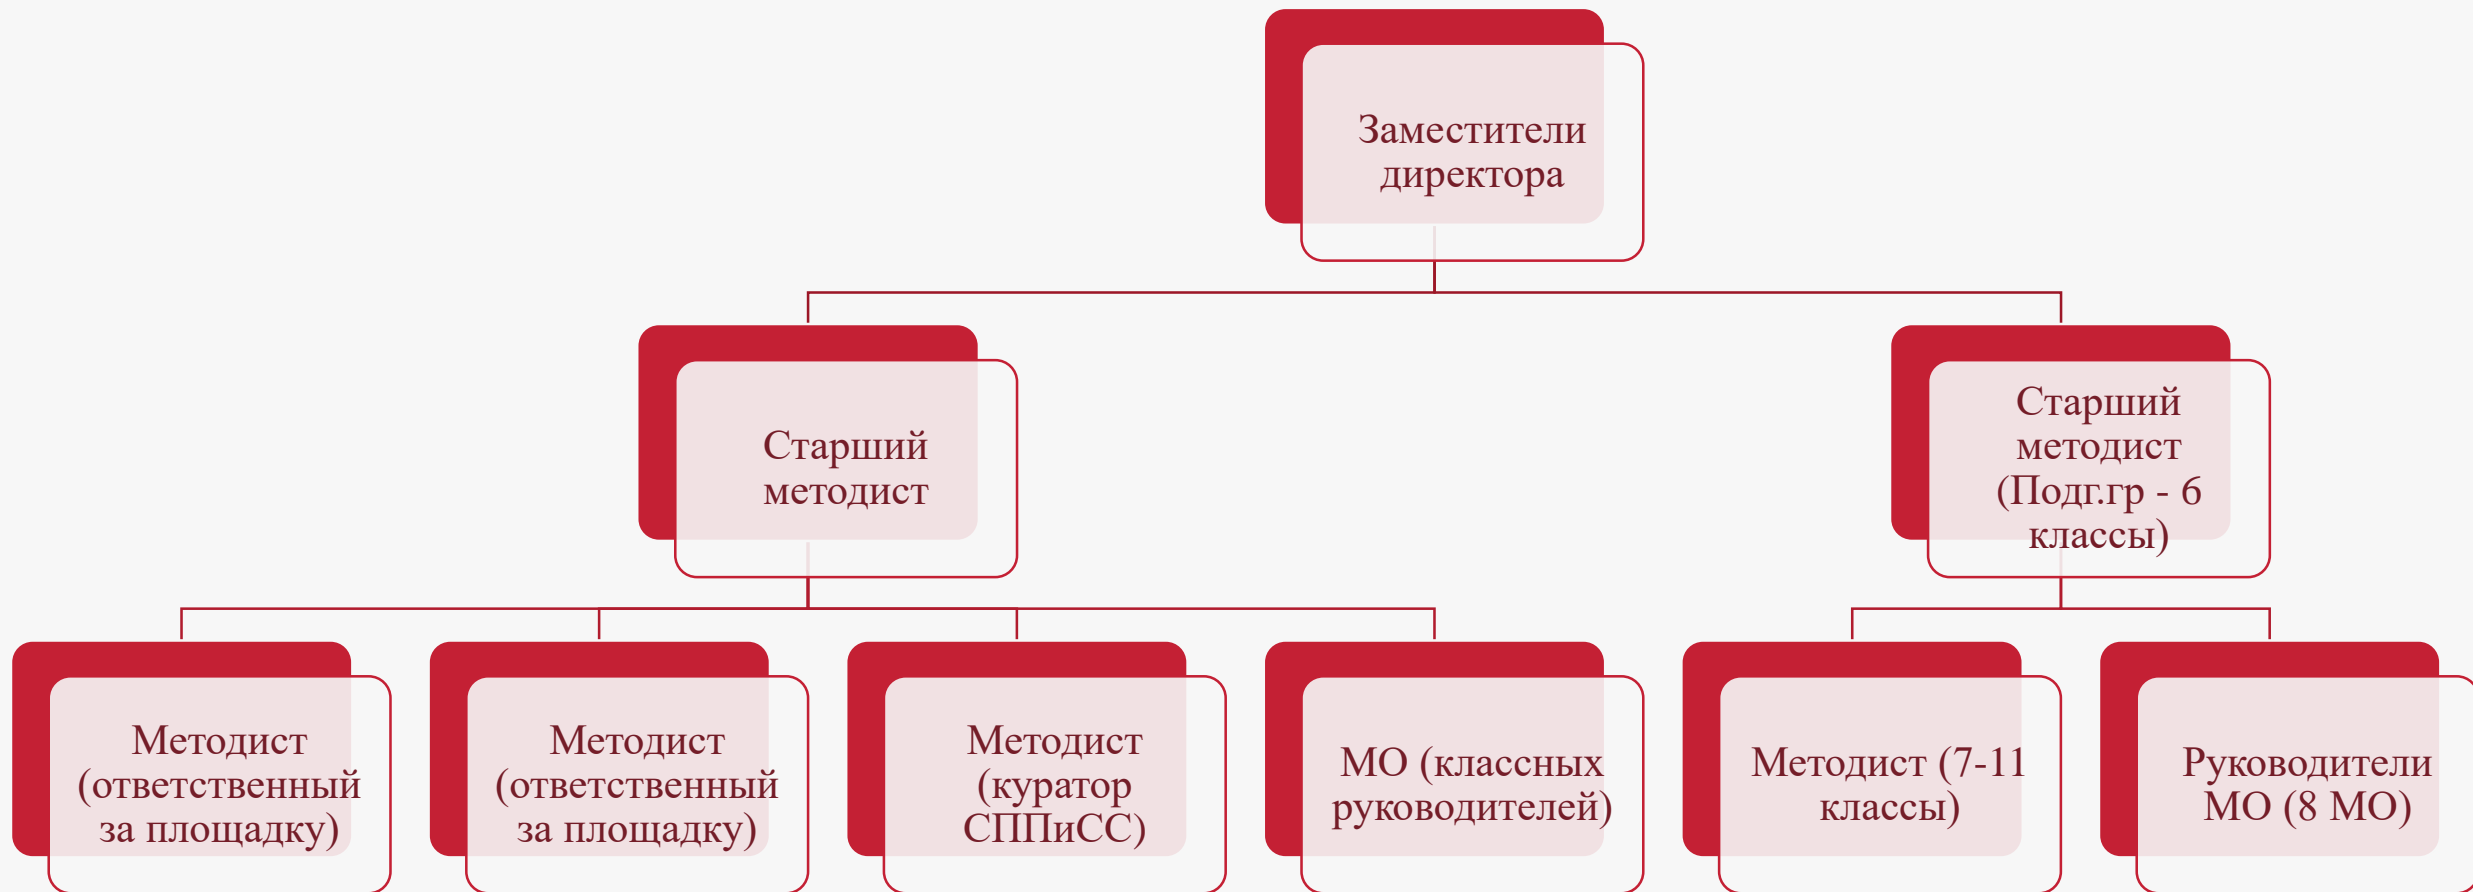 Заместители
директора
Старший
методист
Старший
методист
(Подг.гр - 6
классы)
Методист
(ответственный
за площадку)
Методист
(ответственный
за площадку)
Методист
(куратор
СППиСС)
МО (классных
руководителей)
Методист (7-11
классы)
Руководители
МО (8 МО)